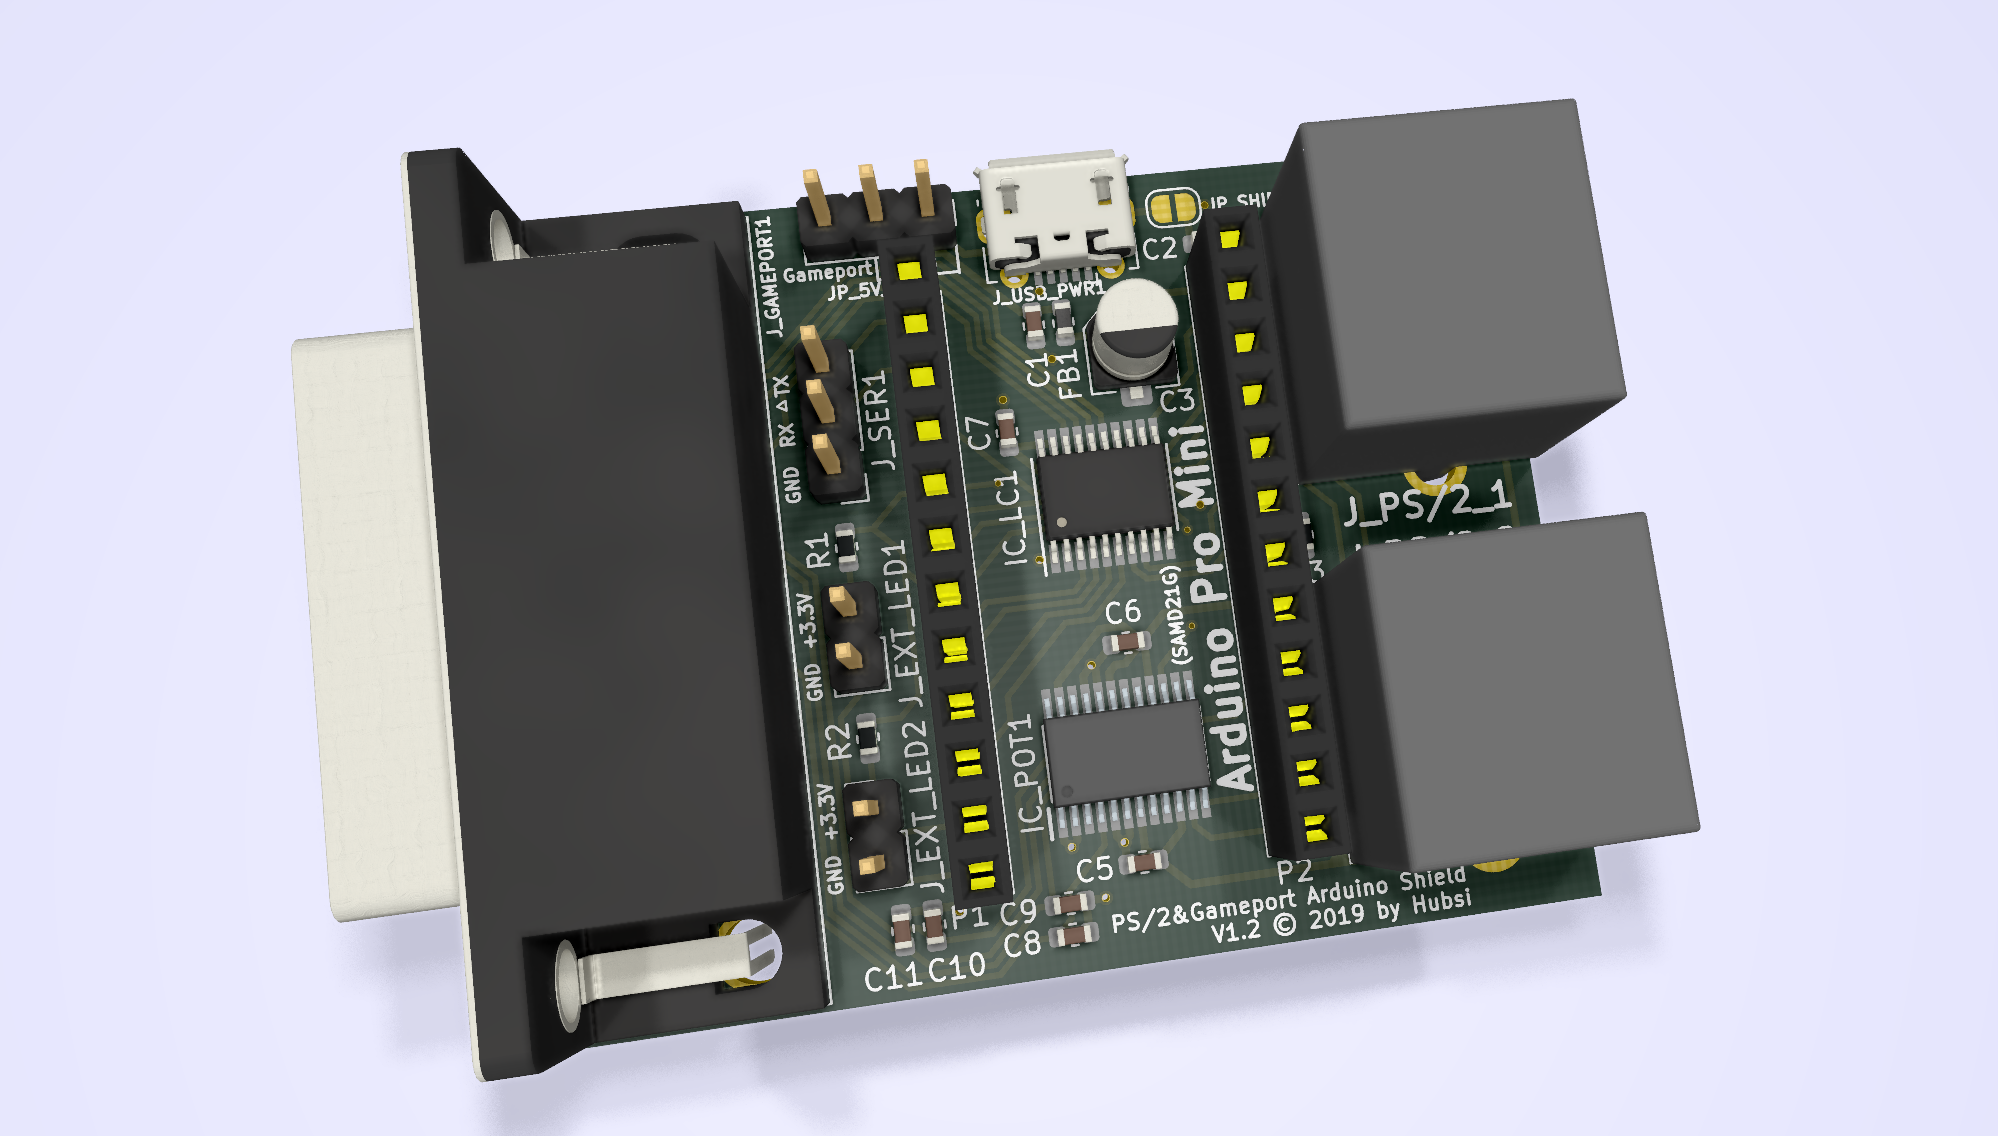 J_GAMEPORT1
Gameport
JP_5V
J_USB_PWR1
C2
C1
FB1
C3
TX
RX
GND
J_SER1
C7
IC_LC1
Arduino Pro Mini
(SAMD21G)
J_PS/2_1
R1
+3.3V
GND
J_EXT_LED1
C6
R2
+3.3V
GND
J_EXT_LED2
IC_POT1
C5
P2
P1
C9
C8
C11
C10
PS/2&Gameport Arduino Shield
V1.2 © 2019 by Hubsi